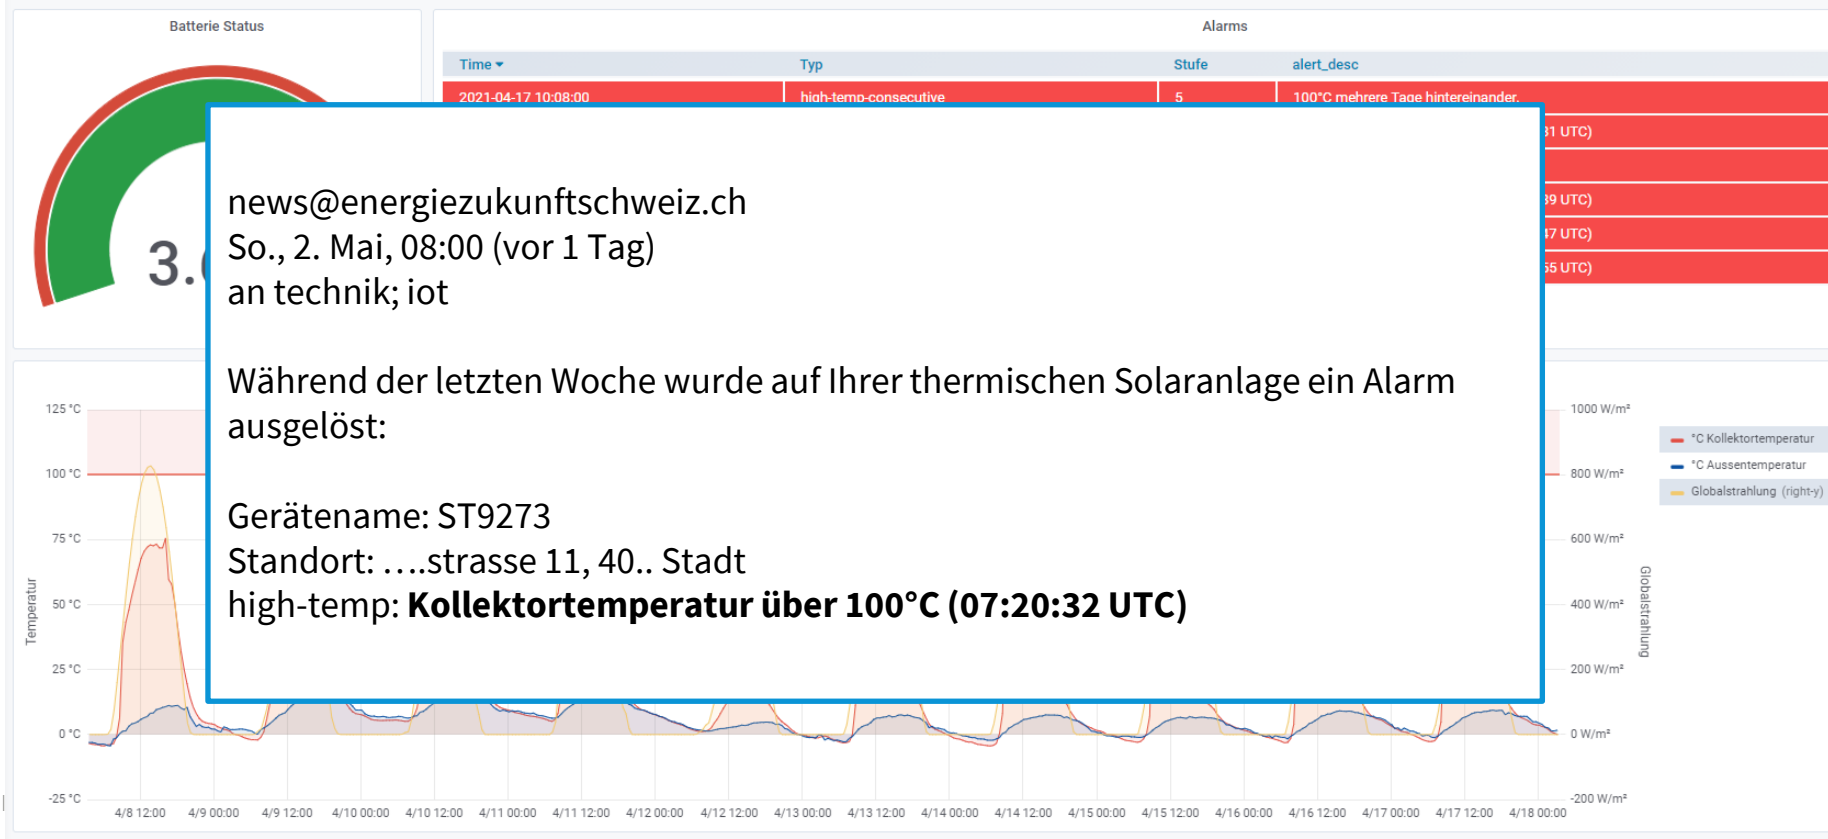 Batterie Status
3.
Alarms
Time Typ Stufe alert_desc
2021-04-17 10:08:00 high-temp-consecutive 5 100°C mehrere Tage hintereinander.
31 UTC)
39 UTC)
47 UTC)
55 UTC)
news@energiezukunftschweiz.ch
So., 2. Mai, 08:00 (vor 1 Tag)
an technik; iot
Während der letzten Woche wurde auf Ihrer thermischen Solaranlage ein Alarm
ausgelöst:
Gerätename: ST9273
Standort: ….strasse 11, 40.. Stadt
high-temp: Kollektortemperatur über 100°C (07:20:32 UTC)
Temperatur
125 °C
100 °C
75 °C
50 °C
25 °C
0 °C
-25 °C
1000 W/m²
800 W/m²
600 W/m²
400 W/m²
200 W/m²
0 W/m²
-200 W/m²
Globalstrahlung
°C Kollektortemperatur
°C Aussentemperatur
Globalstrahlung (right-y)
4/8 12:00 4/9 00:00 4/9 12:00 4/10 00:00 4/10 12:00 4/11 00:00 4/11 12:00 4/12 00:00 4/12 12:00 4/13 00:00 4/13 12:00 4/14 00:00 4/14 12:00 4/15 00:00 4/15 12:00 4/16 00:00 4/16 12:00 4/17 00:00 4/17 12:00 4/18 00:00